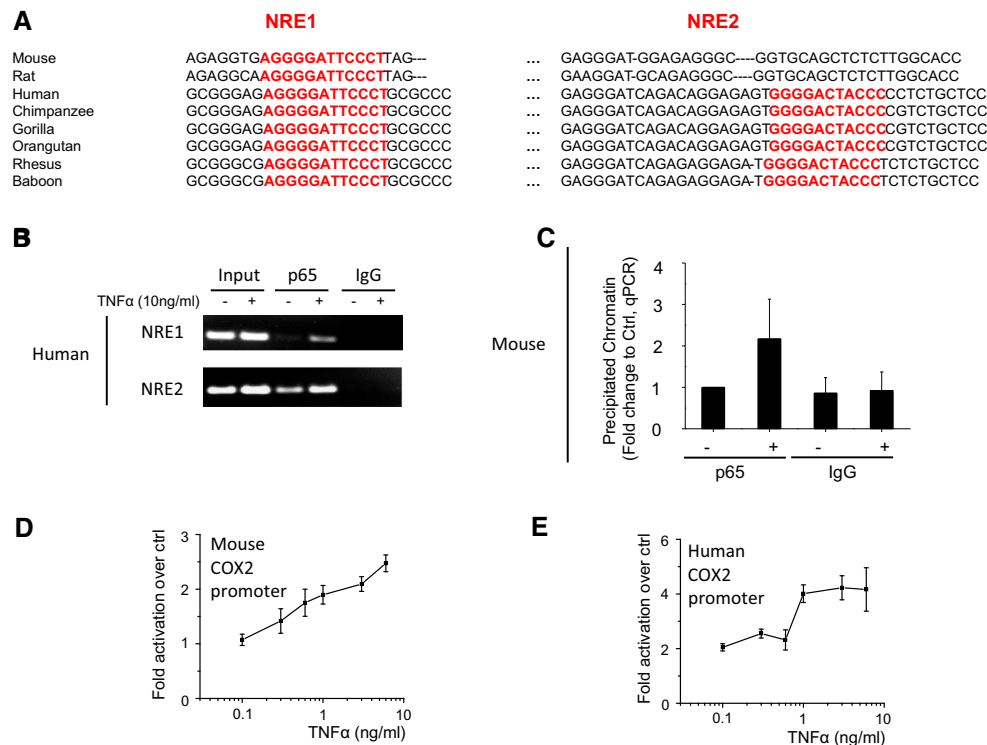 A
NRE1 NRE2
Mouse AGAGGTGAGGGGATTCCCTTAG--- ... GAGGGAT-GGAGAGGGC----GGTGCAGCTCTCTTGGCACC
Rat AGAGGCAAGGGGATTCCCTTAG--- ... GAAGGAT-GCAGAGGGC----GGTGCAGCTCTCTTGGCACC
Human GCGGGAGAGGGGATTCCCTGCGCCC ... GAGGGATCAGACAGGAGAGTGGGGACTACCCCCTCTGCTCC
Chimpanzee GCGGGAGAGGGGATTCCCTGCGCCC ... GAGGGATCAGACAGGAGAGTGGGGACTACCCCGTCTGCTCC
Gorilla GCGGGAGAGGGGATTCCCTGCGCCC ... GAGGGATCAGACAGGAGAGTGGGGACTACCCCGTCTGCTCC
Orangutan GCGGGAGAGGGGATTCCCTGCGCCC ... GAGGGATCAGACAGGAGAGTGGGGACTACCCCGTCTGCTCC
Rhesus GCGGGCGAGGGGATTCCCTGCGCCC ... GAGGGATCAGAGAGGAGA-TGGGGACTACCCTCTCTGCTCC
Baboon GCGGGCGAGGGGATTCCCTGCGCCC ... GAGGGATCAGAGAGGAGA-TGGGGACTACCCTCTCTGCTCC
B
Input p65 IgG
TNFα (10ng/ml) - + - + - +
Human
NRE1
NRE2
C
Mouse
Precipitated Chromatin
(Fold change to Ctrl, qPCR)
4
3
2
1
0
- + - +
p65 IgG
D
Mouse
COX2
promoter
Fold activation over ctrl
3
2
1
0
0.1 1 10
TNFα (ng/ml)
E
Human
COX2
promoter
Fold activation over ctrl
6
4
2
0
0.1 1 10
TNFα (ng/ml)